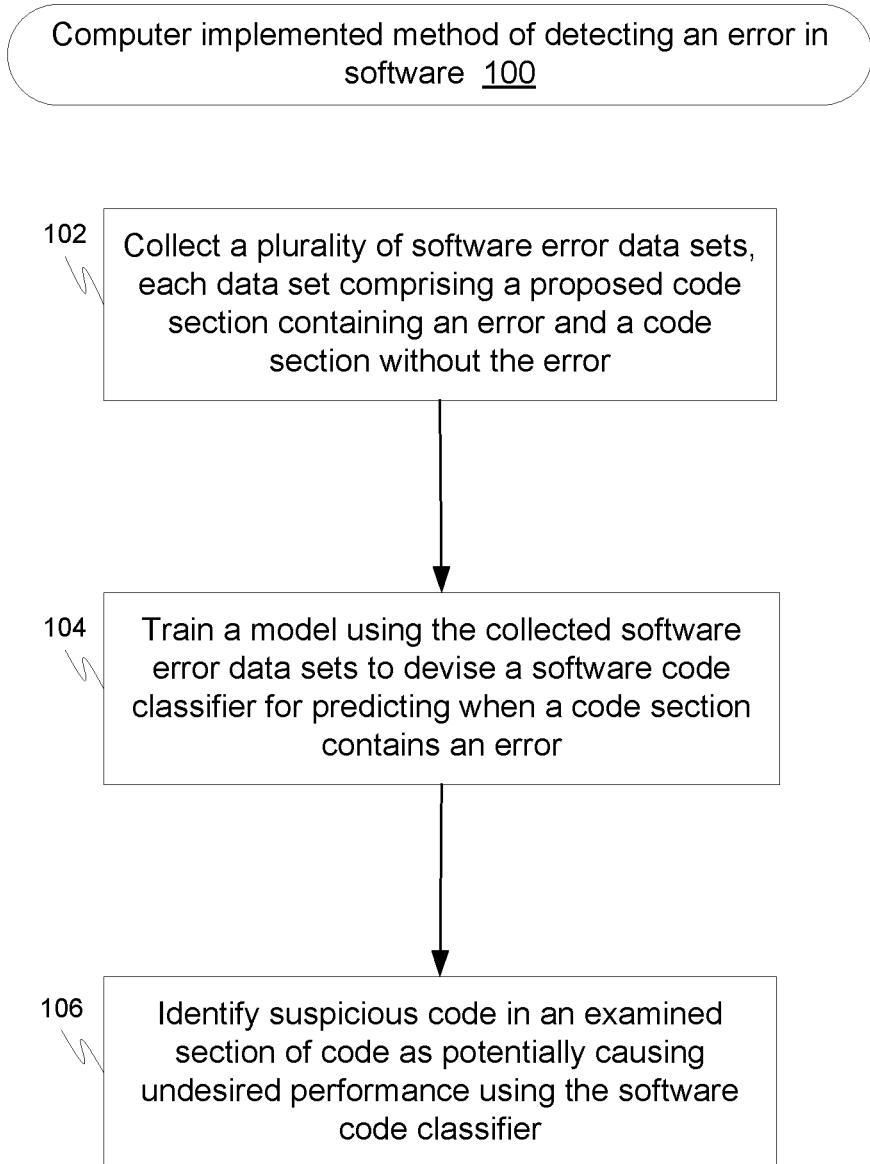 Computer implemented method of detecting an error in
software 100
102
Collect a plurality of software error data sets,
each data set comprising a proposed code
section containing an error and a code
section without the error
104
Train a model using the collected software
error data sets to devise a software code
classifier for predicting when a code section
contains an error
106
Identify suspicious code in an examined
section of code as potentially causing
undesired performance using the software
code classifier